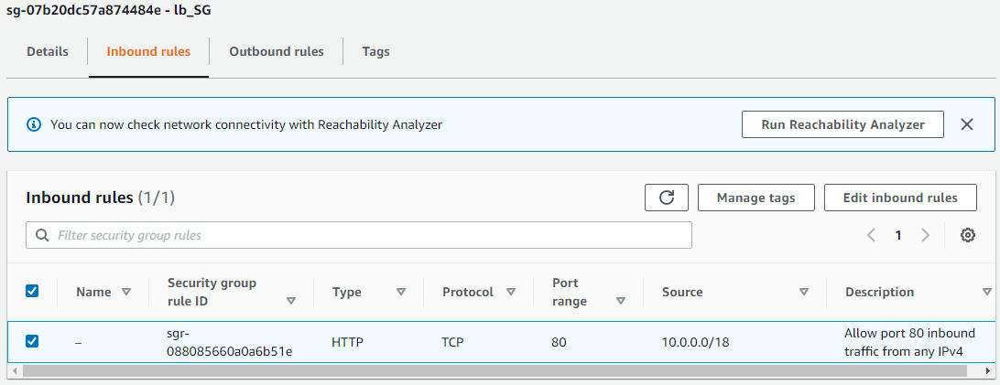 sg-07b20dc57a874484e - lb_SG
Details
Inbound rules
Outbound rules
Tags
You can now check network connectivity with Reachability Analyzer
Run Reachability Analyzer
Inbound rules (1/1)
Manage tags
Edit inbound rules
Filter security group rules
1
Name
Security group
rule ID
Type
Protocol
Port
range
Source
Description
–
sgr-
088085660a0a6b51e
HTTP
TCP
80
10.0.0.0/18
Allow port 80 inbound
traffic from any IPv4